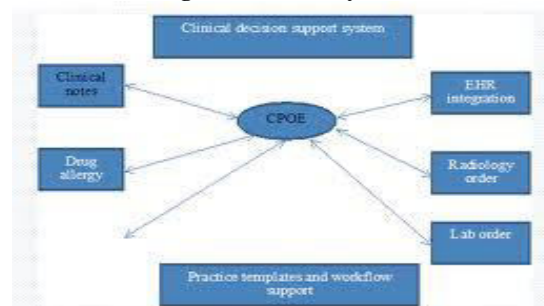 Clinical decision support system
Clinical
notes
EHR
integration
CPOE
Drug
allergy
Radiology
order
Lab order
Practice templates and workflow
support